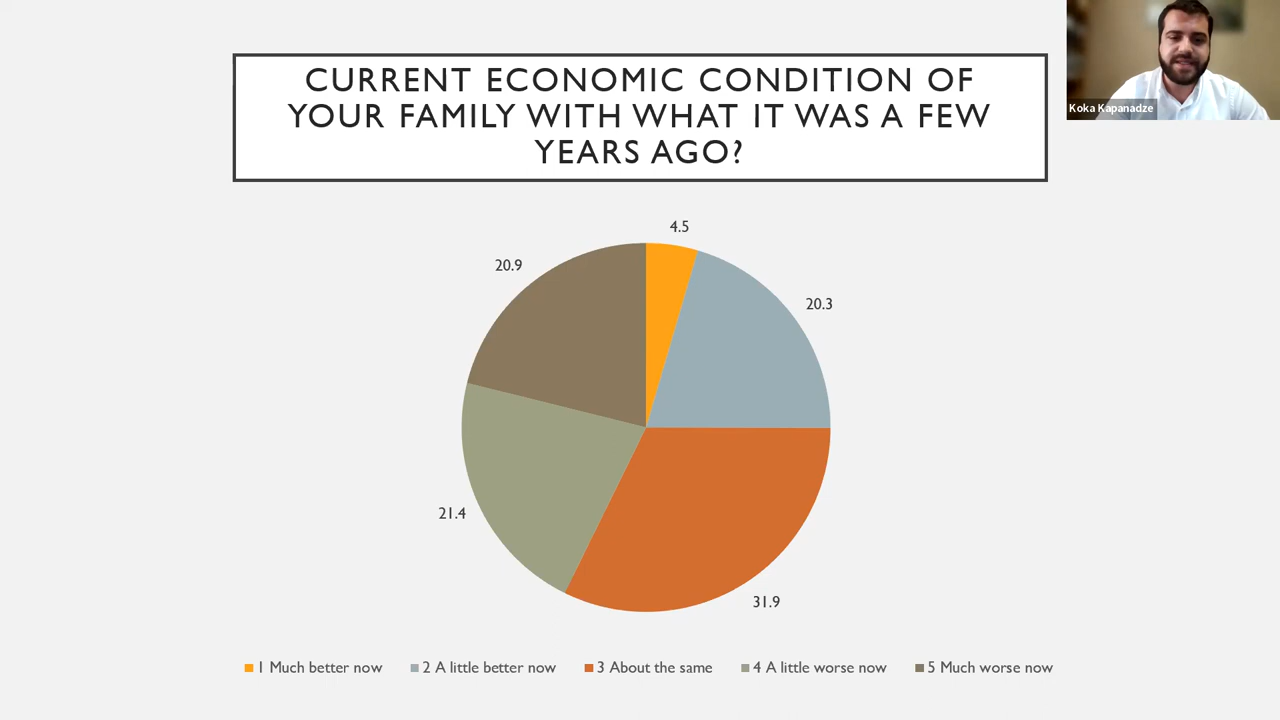 CURRENT ECONOMIC CONDITION OF
YOUR FAMILY WITH WHAT IT WAS A FEW
YEARS AGO?
Koka Kapanadze
4.5
20.9
20.3
21.4
31.9
1 Much better now 2 A little better now 3 About the same 4 A little worse now 5 Much worse now